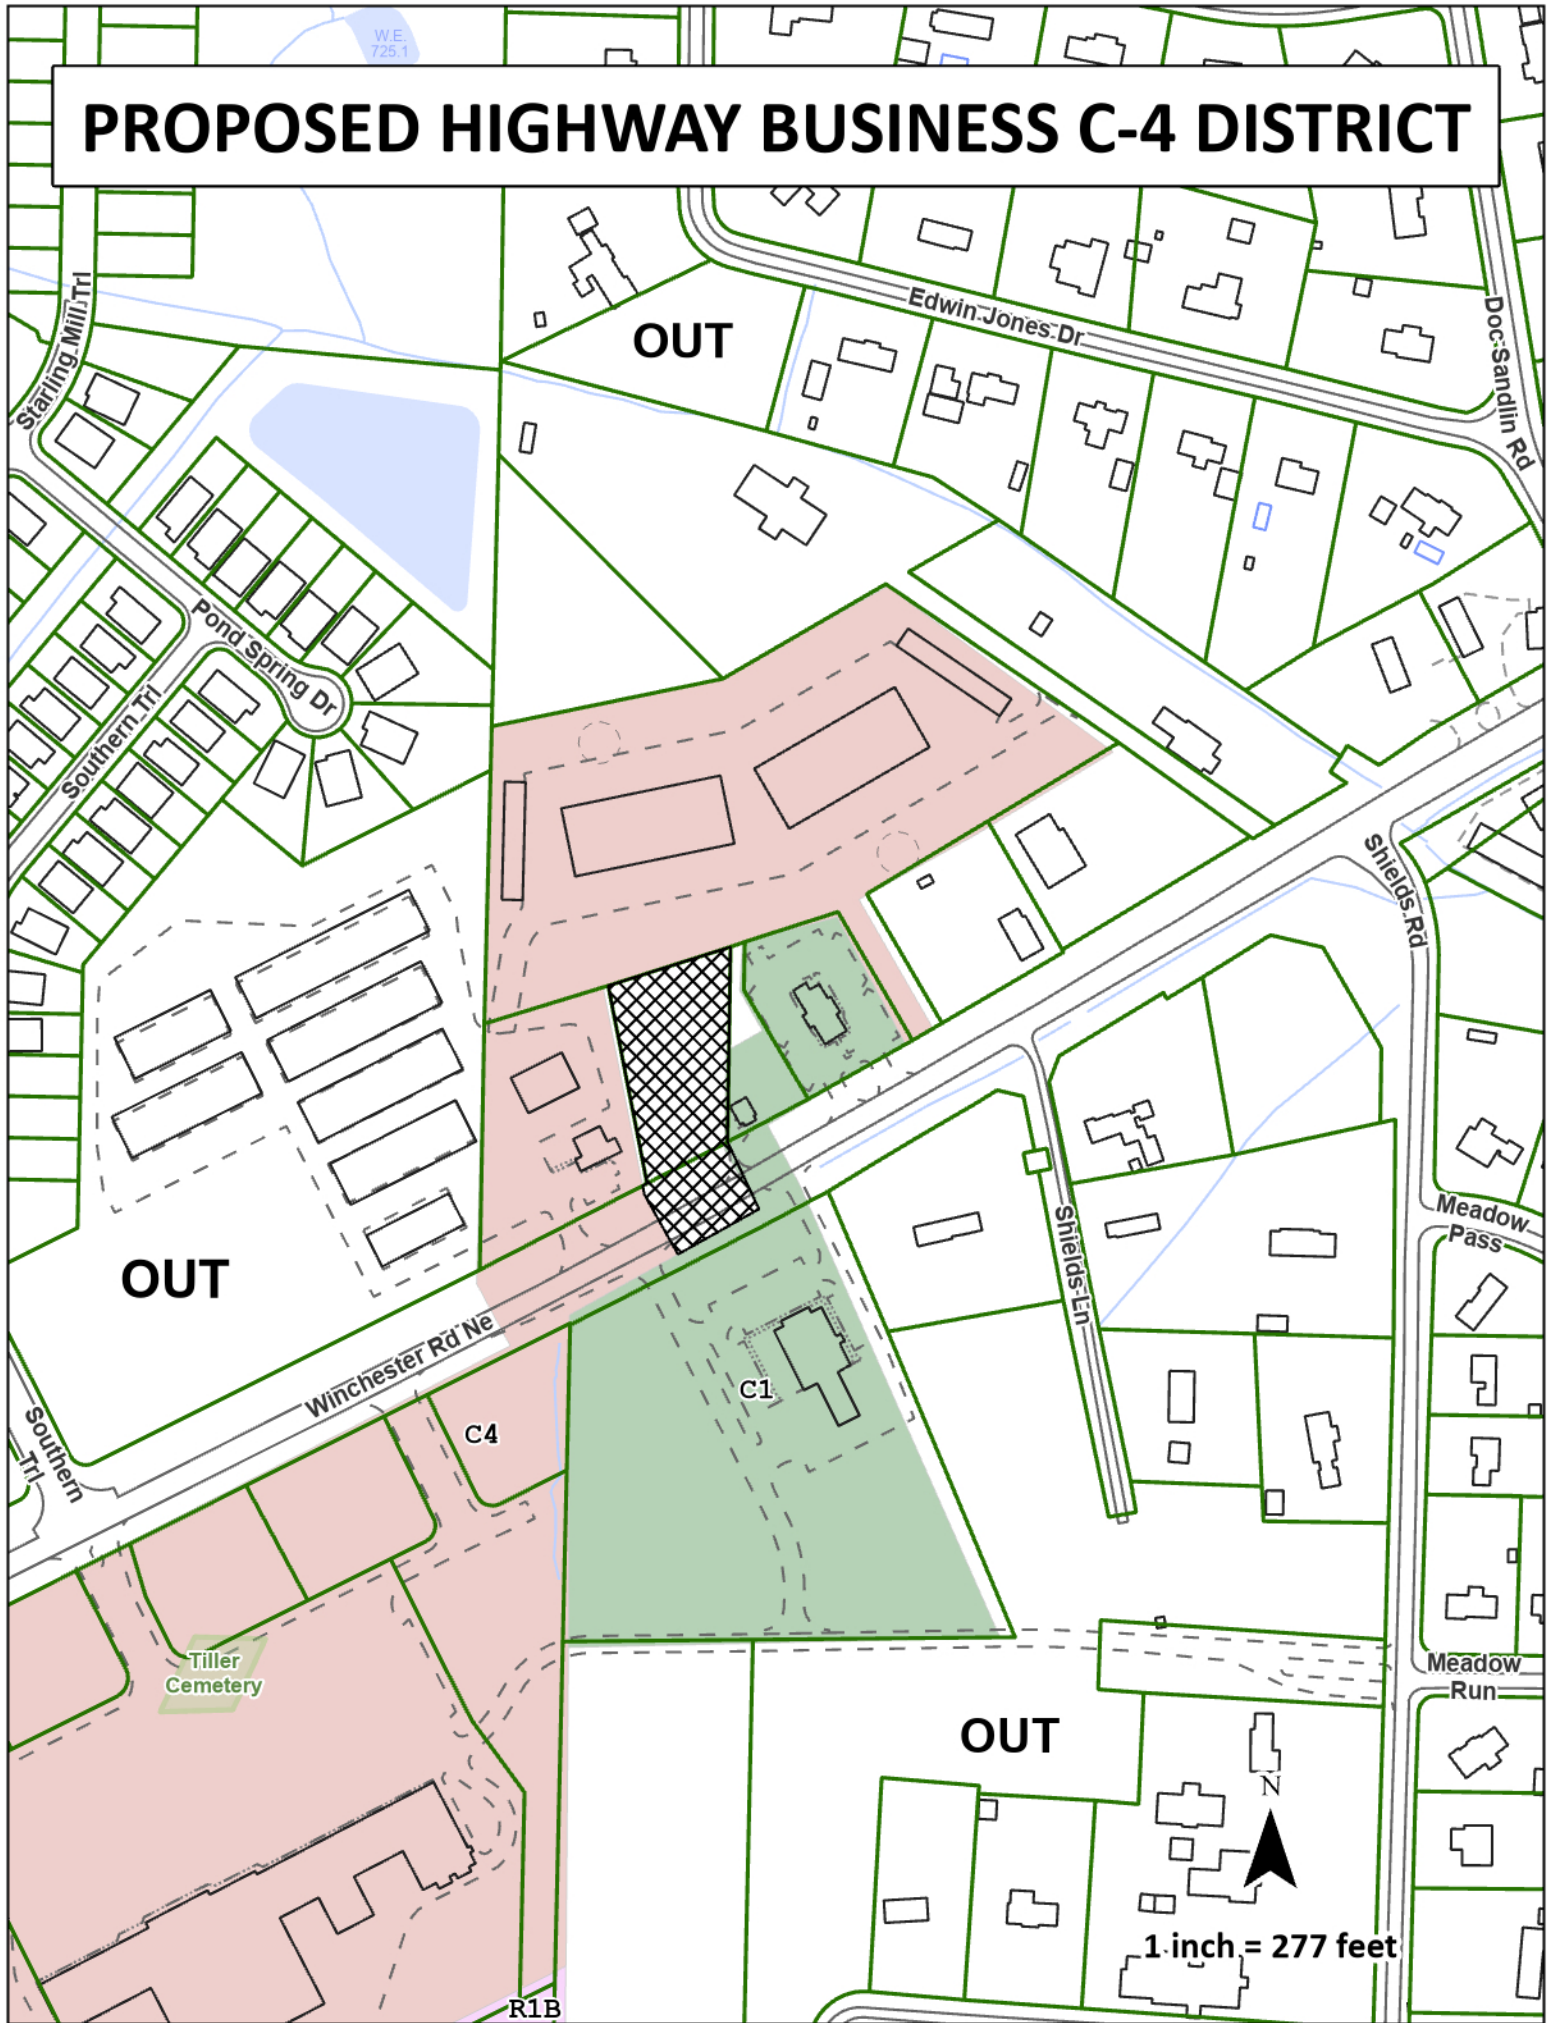 W.E.
725.1
PROPOSED HIGHWAY BUSINESS C-4 DISTRICT
Starling Mill Trl
OUT
Edwin Jones Dr
Doc Sandlin Rd
Pond Spring Dr
Southern Trl
Shields Rd
Meadow
Pass
Shields Ln
OUT
Winchester Rd Ne
C1
C4
Southern
Trl
Tiller
Cemetery
Meadow
Run
OUT
N
1 inch = 277 feet
R1B